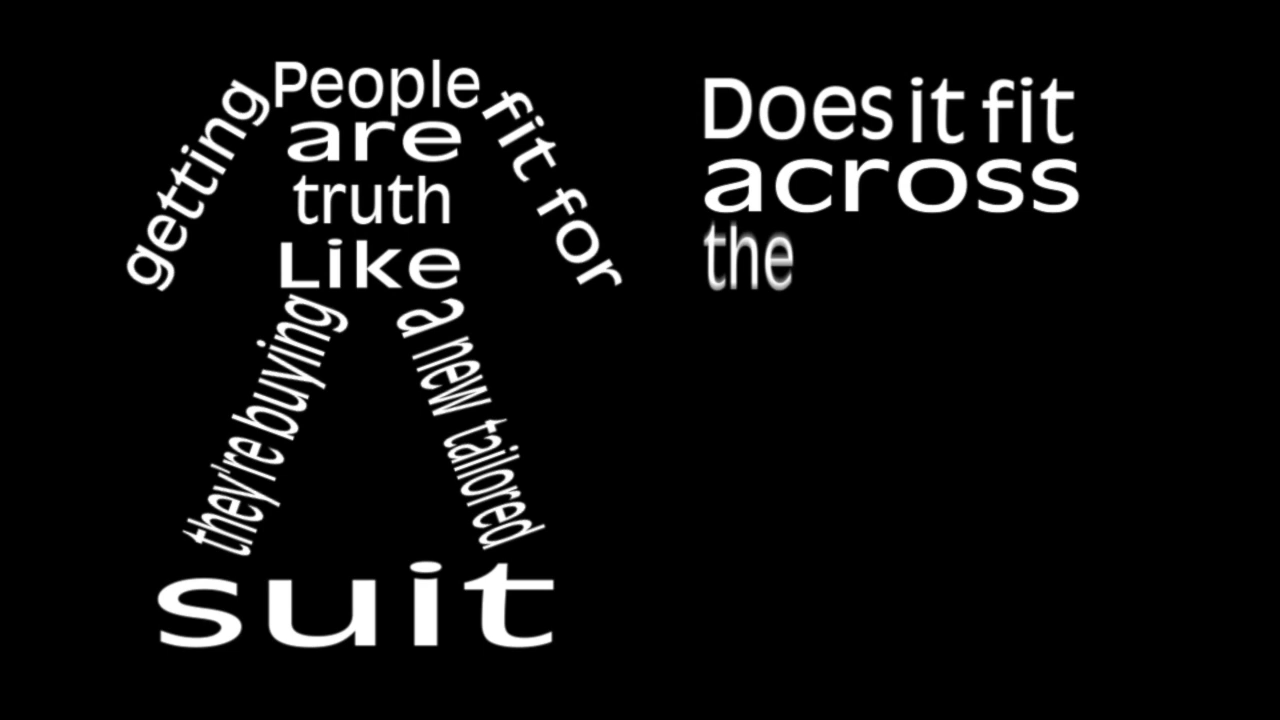 People
are
getting
fit for
truth
Like
they're buying
a new tailored
suit
Does it fit
across
the